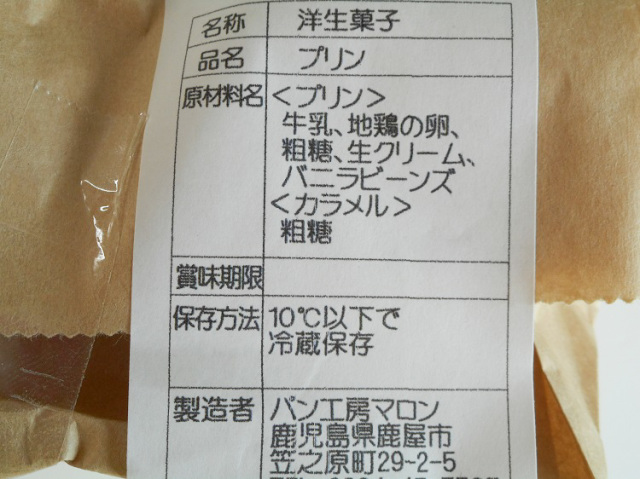 名称 洋生菓子
品名 プリン
原材料名 <プリン>
牛乳、地鶏の卵、
粗糖、生クリーム、
バニラビーンズ
<カラメル>
粗糖
賞味期限
保存方法 10℃以下で
冷蔵保存
製造者 パン工房マロン
鹿児島県鹿屋市
笠之原町29-2-5